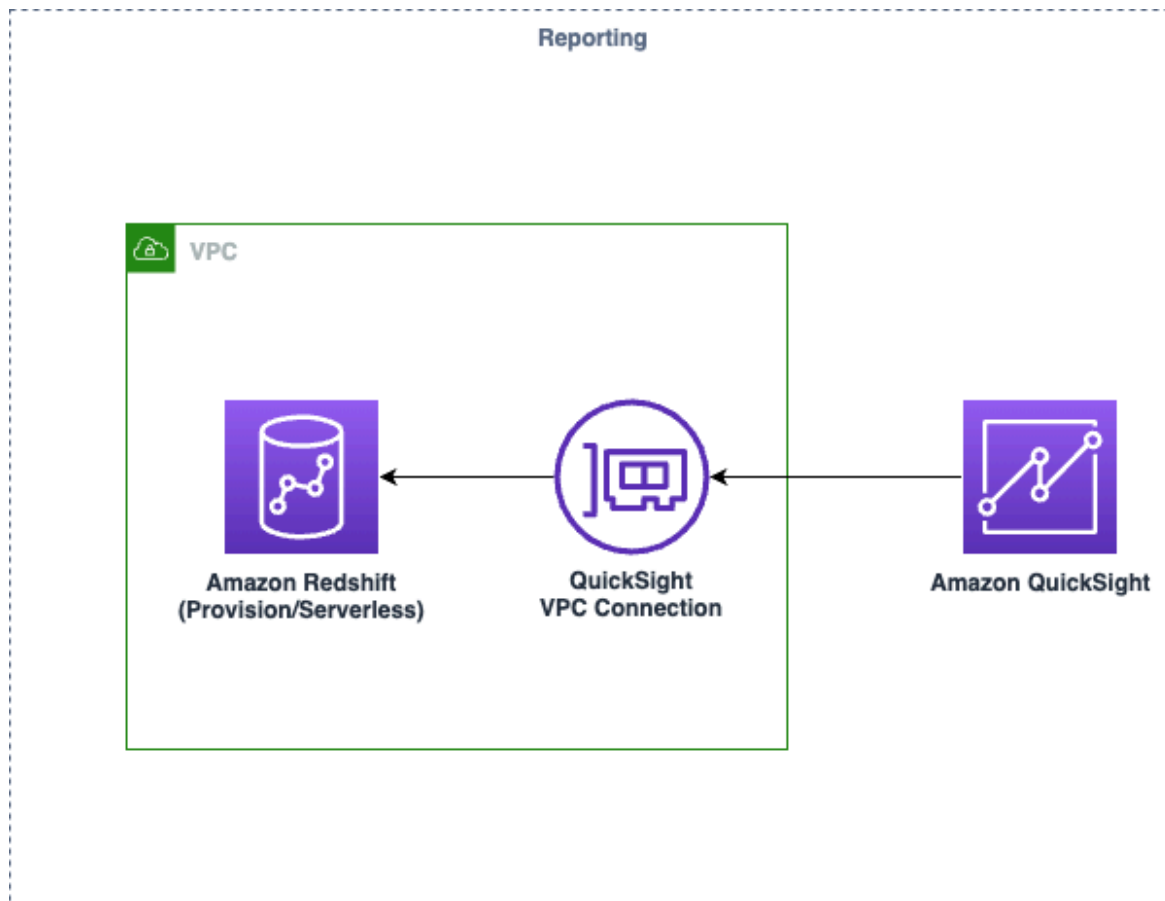 Reporting
VPC
Amazon Redshift
(Provision/Serverless)
QuickSight
VPC Connection
Amazon QuickSight